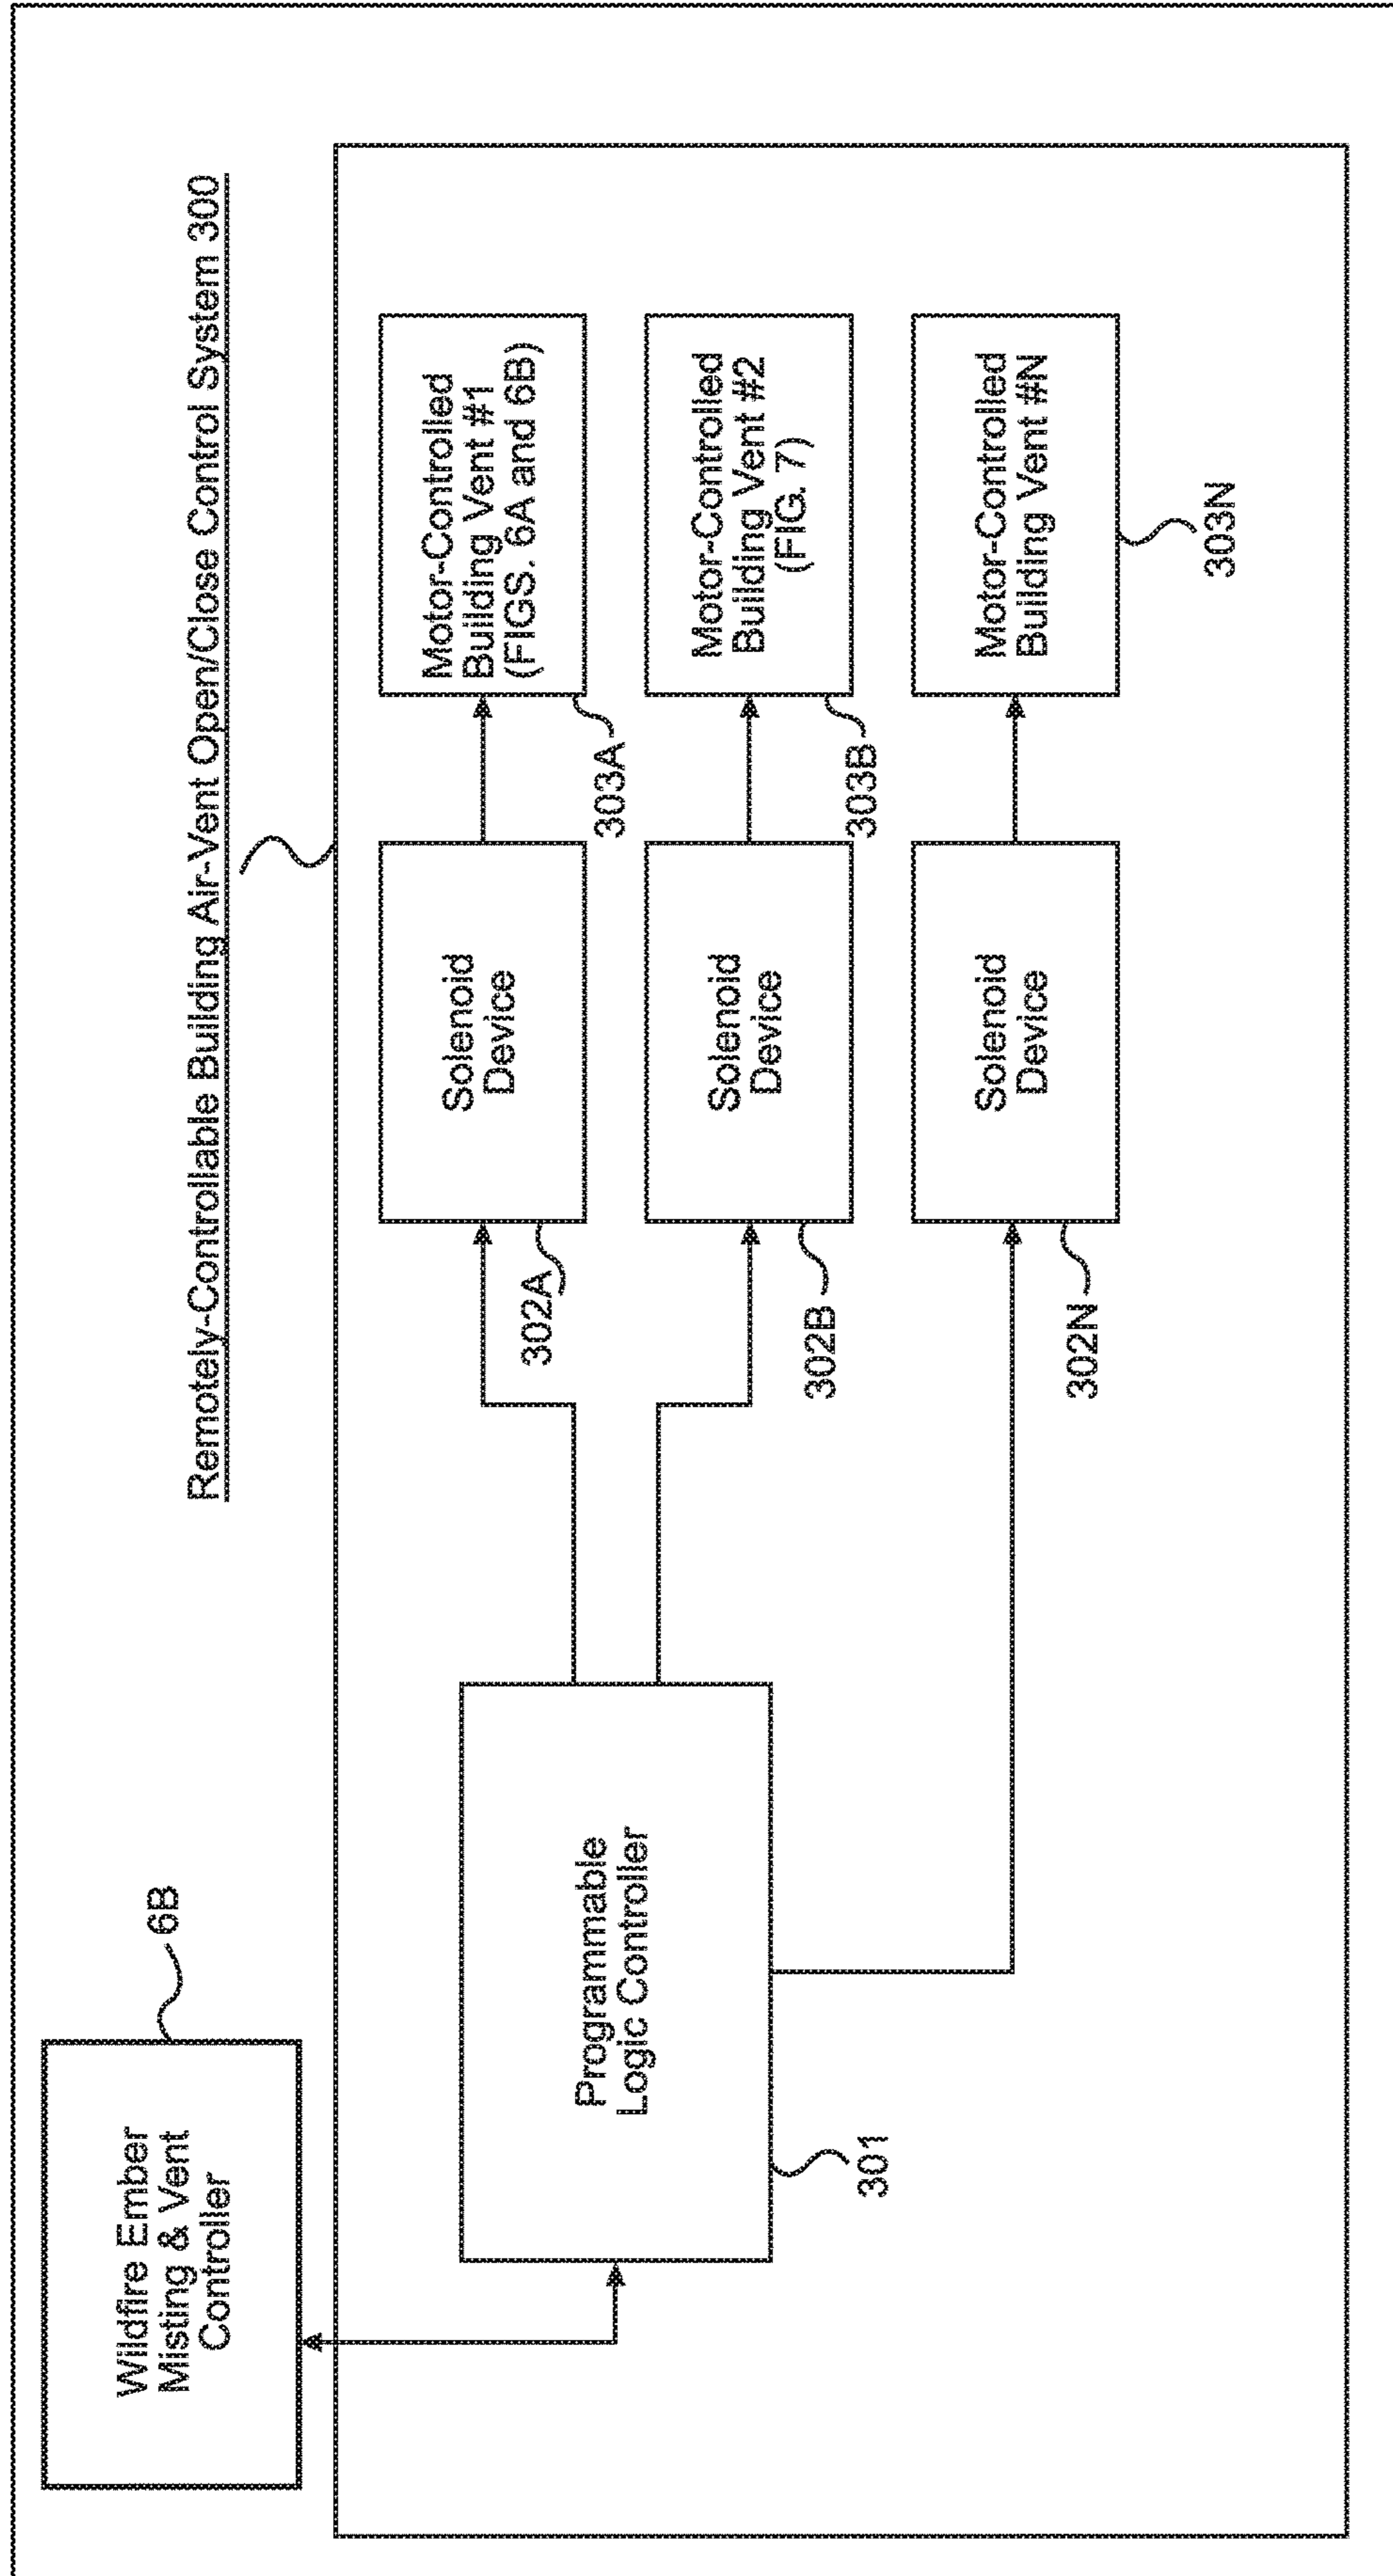 Remotely-Controllable Building Air-Vent Open/Close Control System 300
Wildfire Ember
Misting & Vent
Controller
6B
Programmable
Logic Controller
301
Solenoid
Device
302A
Motor-Controlled
Building Vent #1
(FIGS. 6A and 6B)
303A
Solenoid
Device
302B
Motor-Controlled
Building Vent #2
(FIG. 7)
303B
Solenoid
Device
302N
Motor-Controlled
Building Vent #N
303N